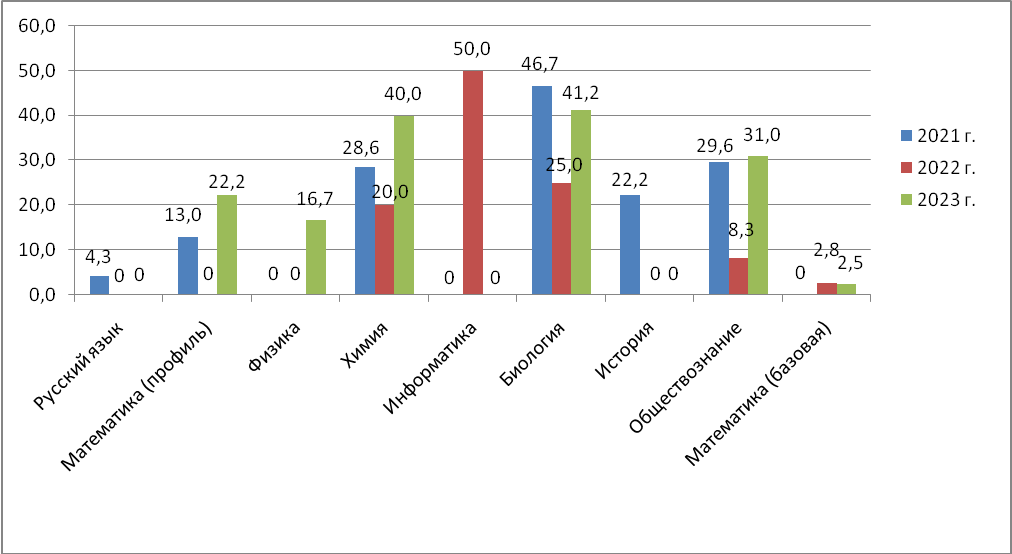 60,0
50,0
40,0
30,0
20,0
10,0
0,0
4,3
0
0
13,0
0
22,2
0
0
16,7
28,6
20,0
40,0
0
50,0
0
46,7
25,0
41,2
22,2
0
0
29,6
8,3
31,0
0
2,8
2,5
Русский язык
Математика (профиль)
Физика
Химия
Информатика
Биология
История
Обществознание
Математика (базовая)
2021 г.
2022 г.
2023 г.